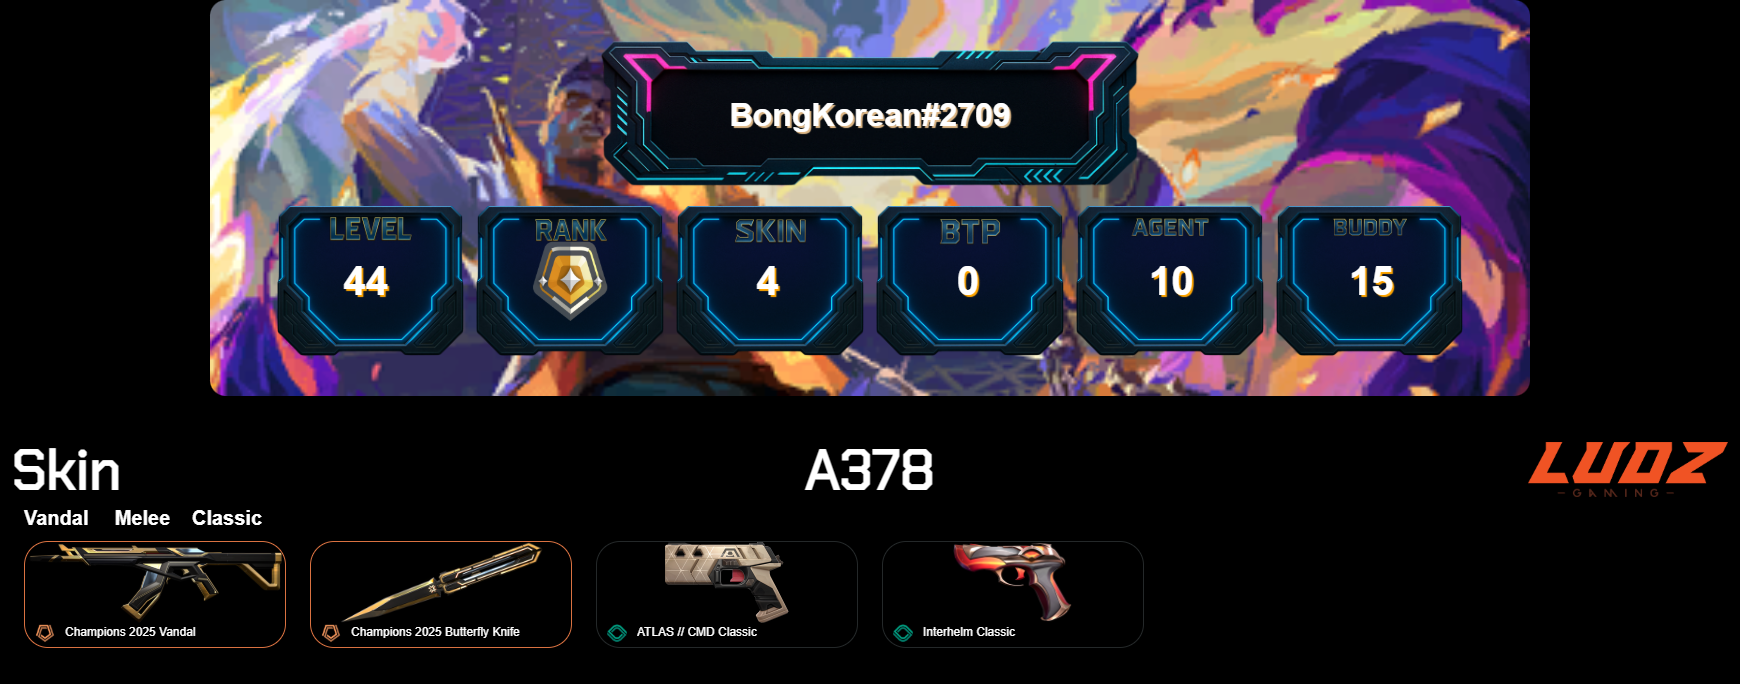 BongKorean#2709
LEVEL RANK SKIN BTP AGENT BUDDY
44 4 0 10 15
Skin A378 LUDZ
GAMING
Vandal Melee Classic
Champions 2025 Vandal Champions 2025 Butterfly Knife ATLAS // CMD Classic Interhelm Classic